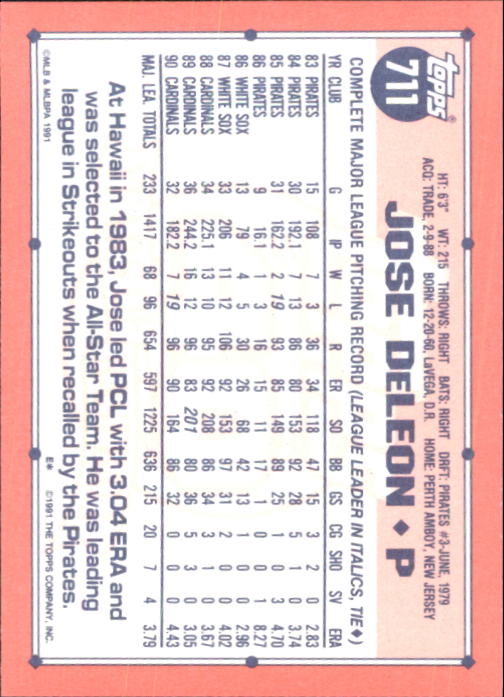 Topps®
711
HT: 6'3" WT: 215 THROWS: RIGHT BATS: RIGHT DRFT: PIRATES #3-JUNE, 1979
ACQ: TRADE, 2-9-88 BORN: 12-20-60, LaVEGA, D.R. HOME: PERTH AMBOY, NEW JERSEY
JOSE DELEON ♦ P
COMPLETE MAJOR LEAGUE PITCHING RECORD (LEAGUE LEADER IN ITALICS, TIE♦)
YR CLUB G IP W L R ER SO BB GS CG SHO SV ERA
83 PIRATES 15 108 7 3 36 34 118 47 15 3 2 0 2.83
84 PIRATES 30 192.1 7 13 86 80 153 92 28 5 1 0 3.74
85 PIRATES 31 162.2 2 19 93 85 149 89 25 1 0 3 4.70
86 PIRATES 9 16.1 1 3 16 15 11 17 1 0 0 1 8.27
86 WHITE SOX 13 79 4 5 30 26 68 42 13 1 0 0 2.96
87 WHITE SOX 33 206 11 12 106 92 153 97 31 2 0 0 4.02
88 CARDINALS 34 225.1 13 10 95 92 208 86 34 3 1 0 3.67
89 CARDINALS 36 244.2 16 12 96 83 201 80 36 5 3 0 3.05
90 CARDINALS 32 182.2 7 19 96 90 164 86 32 0 0 0 4.43
MAJ. LEA. TOTALS 233 1417 68 96 654 597 1225 636 215 20 7 4 3.79
At Hawaii in 1983, Jose led PCL with 3.04 ERA and
was selected to the All-Star Team. He was leading
league in Strikeouts when recalled by the Pirates.
©MLB & MLBPA 1991 E* ©1991 THE TOPPS COMPANY, INC.